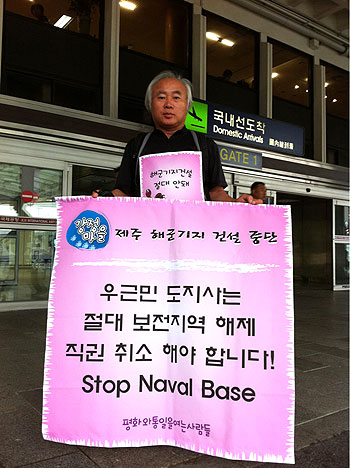 국내선도착
Domestic Arrivals
GATE 1
해군기지건설
절대 안돼
강정마을
제주 해군기지 건설 중단
우근민 도지사는
절대 보전지역 해제
직권 취소 해야 합니다!
Stop Naval Base
평화와통일을여는사람들